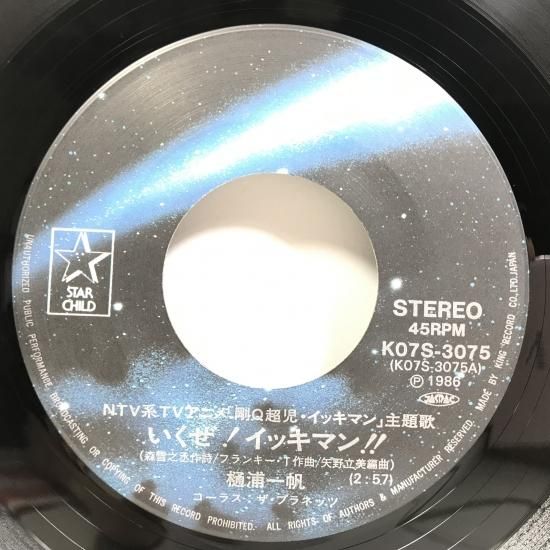 STAR
CHILD
STEREO
45RPM
K07S-3075
(K07S-3075A)
Ⓟ 1986
JASRAC
NTV系TVアニメ「剛Q超児・イッキマン」主題歌
いくぜ!イッキマン!!
(森雪之丞作詩/フランキー・T作曲/矢野立美編曲)
樋浦一帆
(2:57)
コーラス:ザ・プラネッツ
UNAUTHORIZED PUBLIC PERFORMANCE, BROADCASTING OR COPYING OF THIS RECORD PROHIBITED. ALL RIGHTS OF AUTHORS & MANUFACTURER RESERVED. MADE BY KING RECORD CO.,LTD.JAPAN